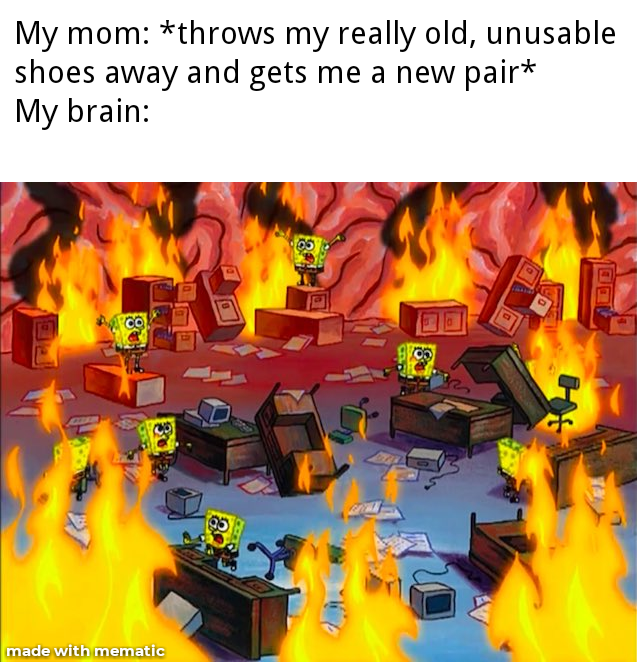 My mom: *throws my really old, unusable
shoes away and gets me a new pair*
My brain:
made with mematic